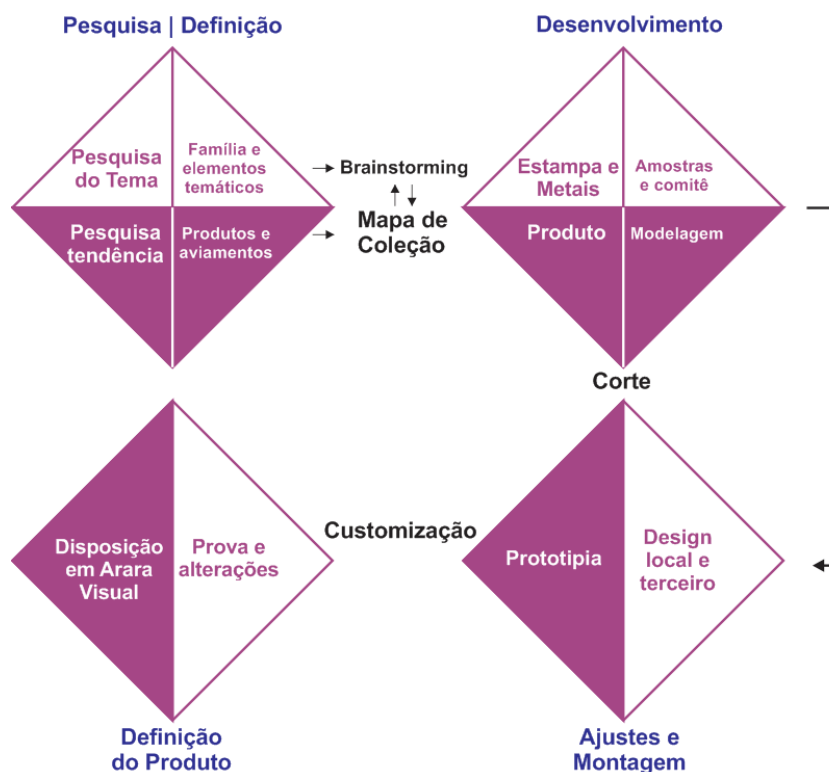 Pesquisa | Definição
Desenvolvimento
Pesquisa
do Tema
Família e
elementos
temáticos
Brainstorming
Estampa e
Metais
Amostras
e comitê
Pesquisa
tendência
Produtos e
aviamentos
Mapa de
Coleção
Produto
Modelagem
Corte
Disposição
em Arara
Visual
Prova e
alterações
Customização
Prototipia
Design
local e
terceiro
Definição
do Produto
Ajustes e
Montagem